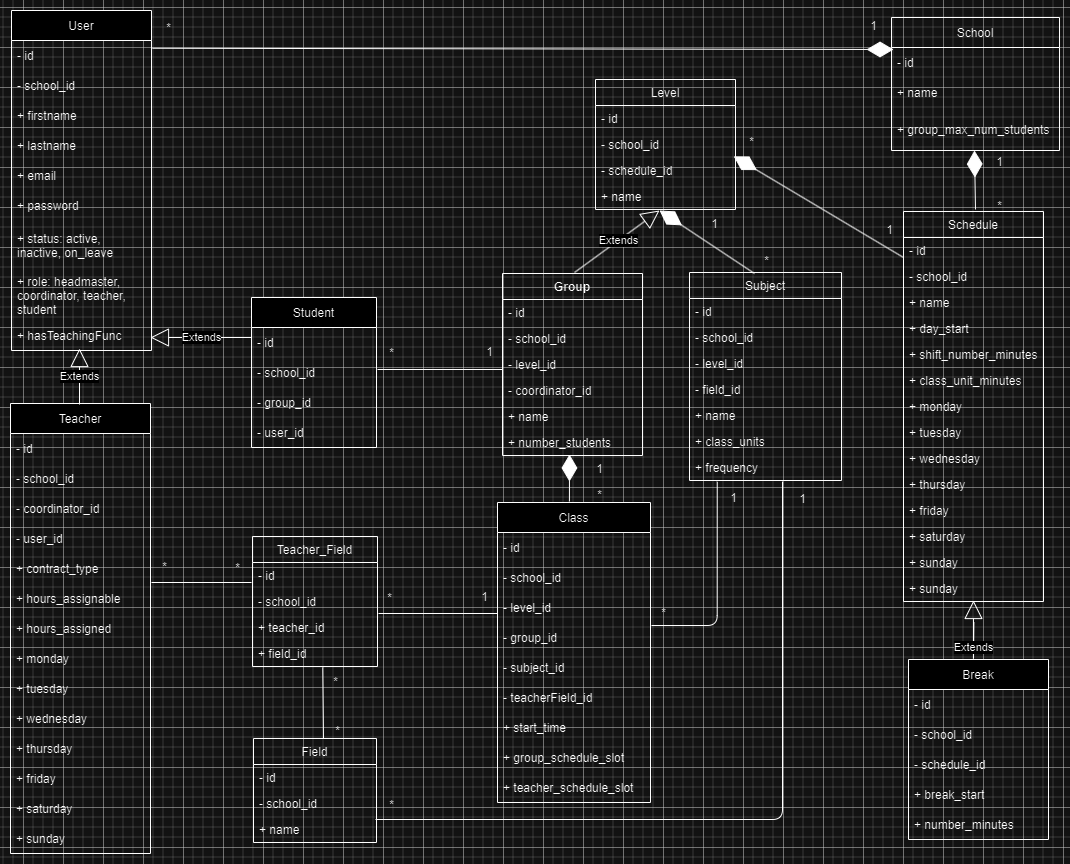 User
- id
- school_id
+ firstname
+ lastname
+ email
+ password
+ status: active,
inactive, on_leave
+ role: headmaster,
coordinator, teacher,
student
+ hasTeachingFunc
*
1
School
- id
+ name
+ group_max_num_students
1
*
Level
- id
- school_id
- schedule_id
+ name
*
1
Extends
1
*
Schedule
- id
- school_id
+ name
+ day_start
+ shift_number_minutes
+ class_unit_minutes
+ monday
+ tuesday
+ wednesday
+ thursday
+ friday
+ saturday
+ sunday
+ sunday
Group
- id
- school_id
- level_id
- coordinator_id
+ name
+ number_students
Subject
- id
- school_id
- level_id
- field_id
+ name
+ class_units
+ frequency
Student
- id
- school_id
- group_id
- user_id
Extends
*
1
Extends
Teacher
- id
- school_id
- coordinator_id
- user_id
+ contract_type
+ hours_assignable
+ hours_assigned
+ monday
+ tuesday
+ wednesday
+ thursday
+ friday
+ saturday
+ sunday
1
*
1
1
Class
- id
- school_id
- level_id
- group_id
- subject_id
- teacherField_id
+ start_time
+ group_schedule_slot
+ teacher_schedule_slot
*
Teacher_Field
- id
- school_id
+ teacher_id
+ field_id
*
*
*
1
*
*
Field
- id
- school_id
+ name
*
Extends
Break
- id
- school_id
- schedule_id
+ break_start
+ number_minutes